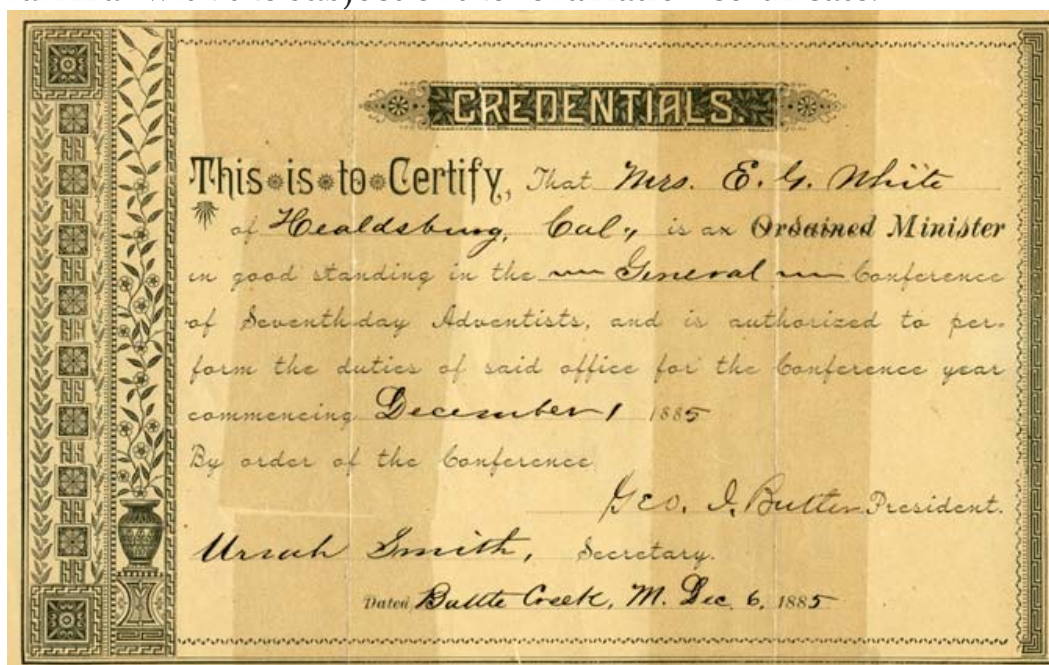 CREDENTIALS.
This is to Certify, That Mrs. E. G. White
of Healdsburg, Cal., is an Ordained Minister
in good standing in the General Conference
of Seventh-day Adventists, and is authorized to per-
form the duties of said office for the Conference year
commencing December 1 1885
By order of the Conference
Geo. I. Butler President.
Uriah Smith, Secretary.
Dated Battle Creek, M. Dec. 6, 1885